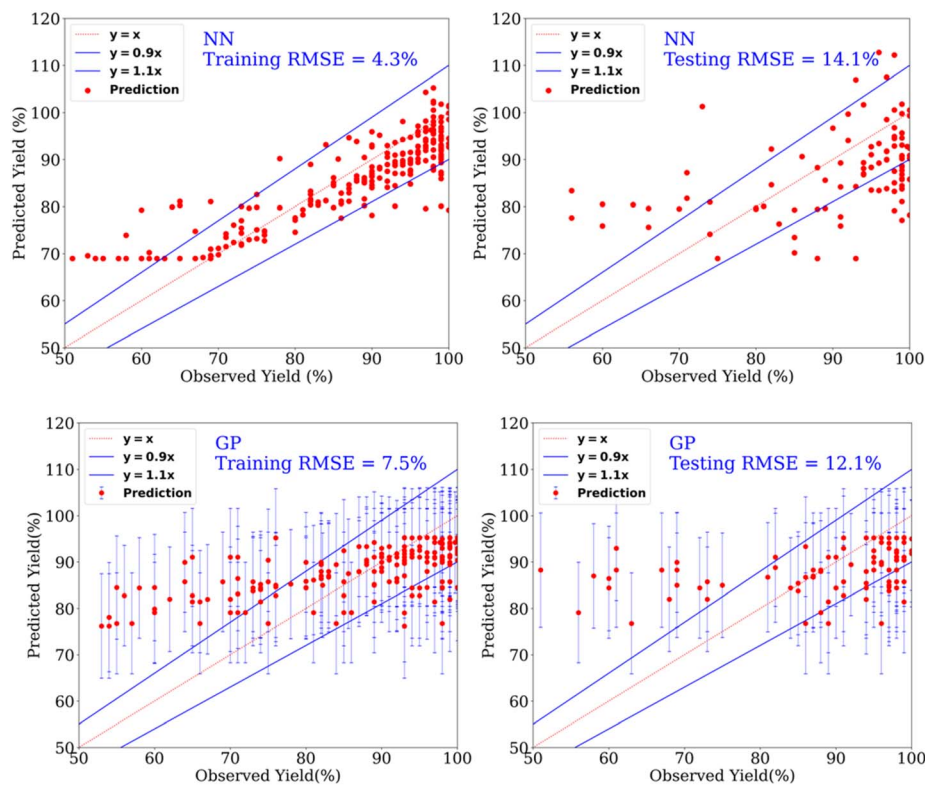 120
110
100
90
80
70
60
50
Predicted Yield (%)
y = x
y = 0.9x
y = 1.1x
Prediction
NN
Training RMSE = 4.3%
50 60 70 80 90 100
Observed Yield (%)
120
110
100
90
80
70
60
50
Predicted Yield (%)
y = x
y = 0.9x
y = 1.1x
Prediction
NN
Testing RMSE = 14.1%
50 60 70 80 90 100
Observed Yield (%)
120
110
100
90
80
70
60
50
Predicted Yield(%)
y = x
y = 0.9x
y = 1.1x
Prediction
GP
Training RMSE = 7.5%
50 60 70 80 90 100
Observed Yield(%)
120
110
100
90
80
70
60
50
Predicted Yield(%)
y = x
y = 0.9x
y = 1.1x
Prediction
GP
Testing RMSE = 12.1%
50 60 70 80 90 100
Observed Yield(%)